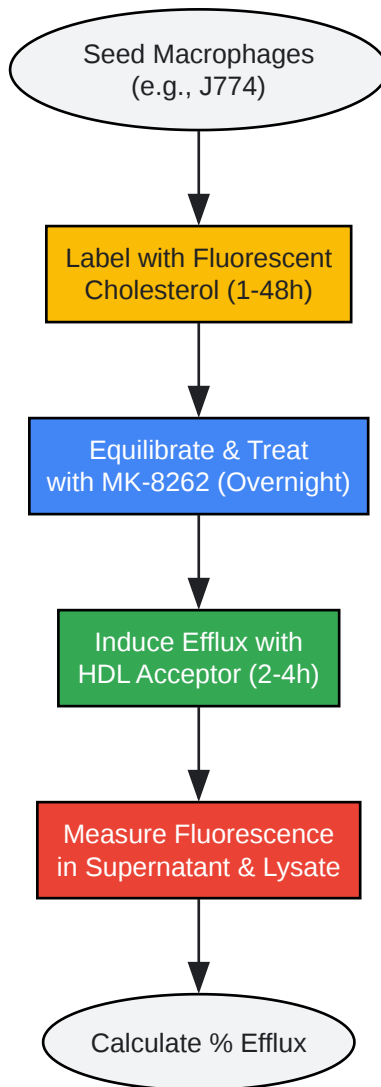 Seed Macrophages
(e.g., J774)
Label with Fluorescent
Cholesterol (1-48h)
Equilibrate & Treat
with MK-8262 (Overnight)
Induce Efflux with
HDL Acceptor (2-4h)
Measure Fluorescence
in Supernatant & Lysate
Calculate % Efflux